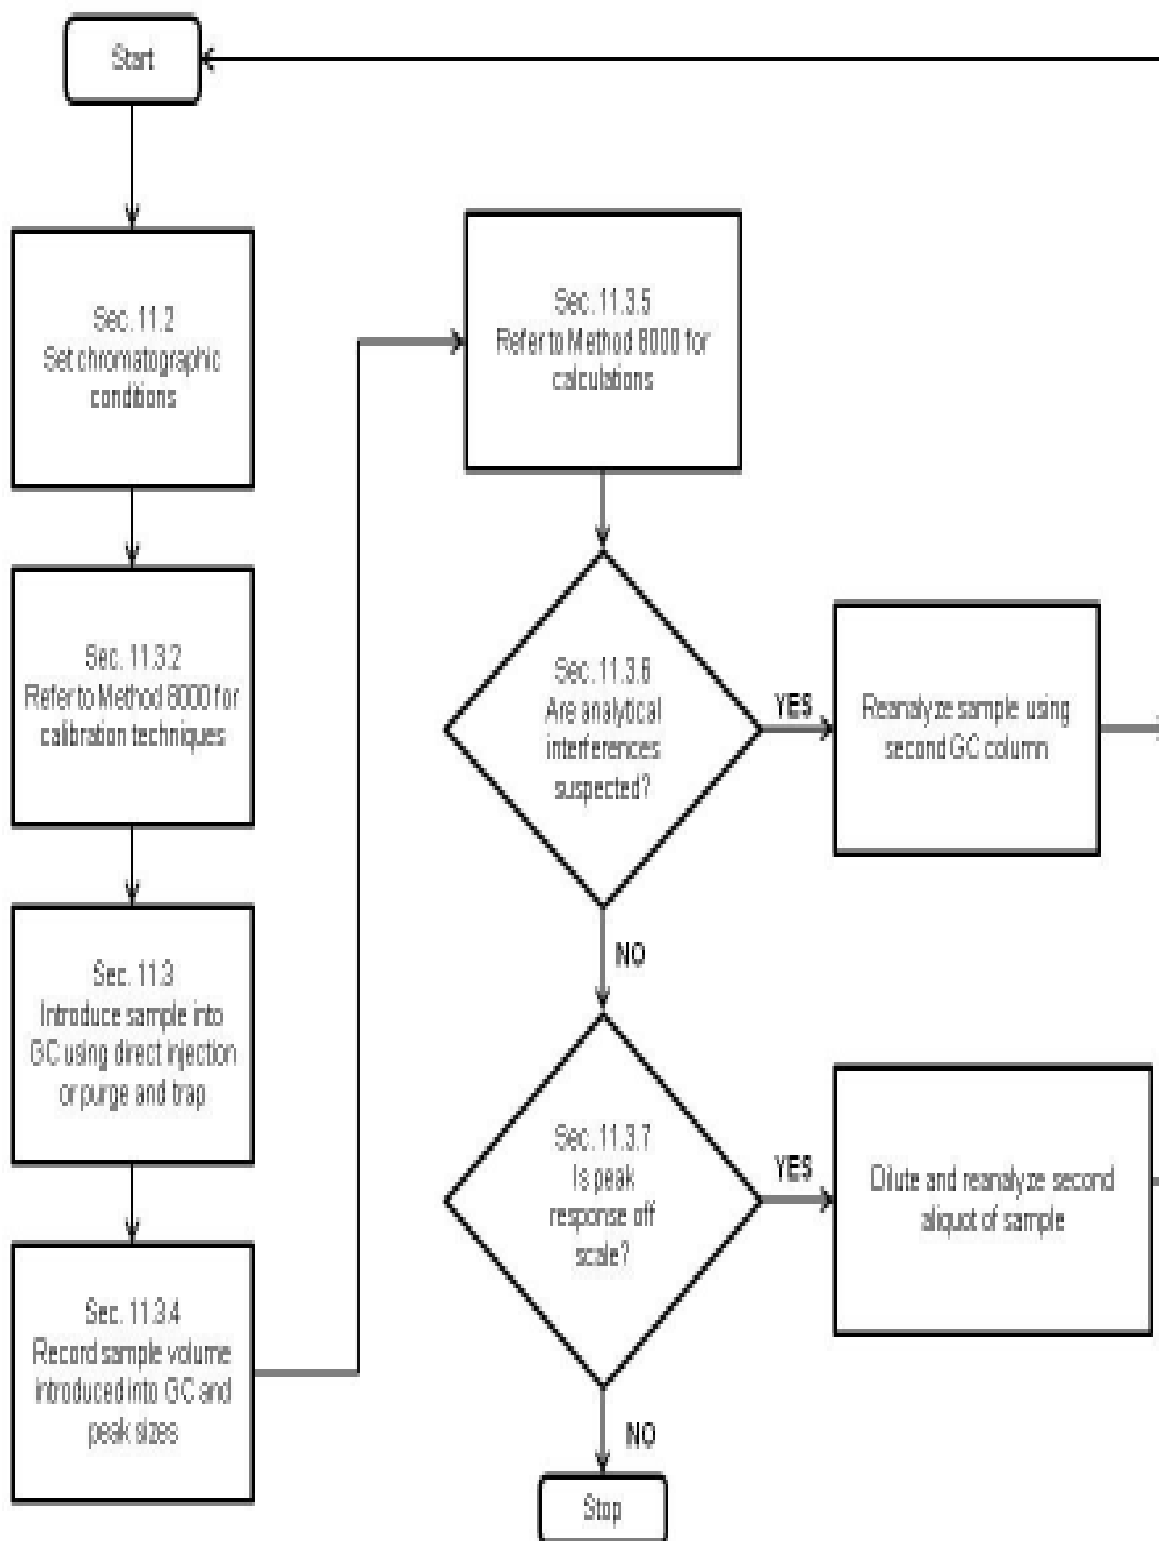 Start
Sec. 11.2
Set chromatographic
conditions
Sec. 11.3.2
Refer to Method 8000 for
calibration techniques
Sec. 11.3
Introduce sample into
GC using direct injection
or purge and trap
Sec. 11.3.4
Record sample volume
introduced into GC and
peak sizes
Sec. 11.3.5
Refer to Method 8000 for
calculations
Sec. 11.3.6
Are analytical
interferences
suspected?
YES
Reanalyze sample using
second GC column
NO
Sec. 11.3.7
Is peak
response off
scale?
YES
Dilute and reanalyze second
aliquot of sample
NO
Stop